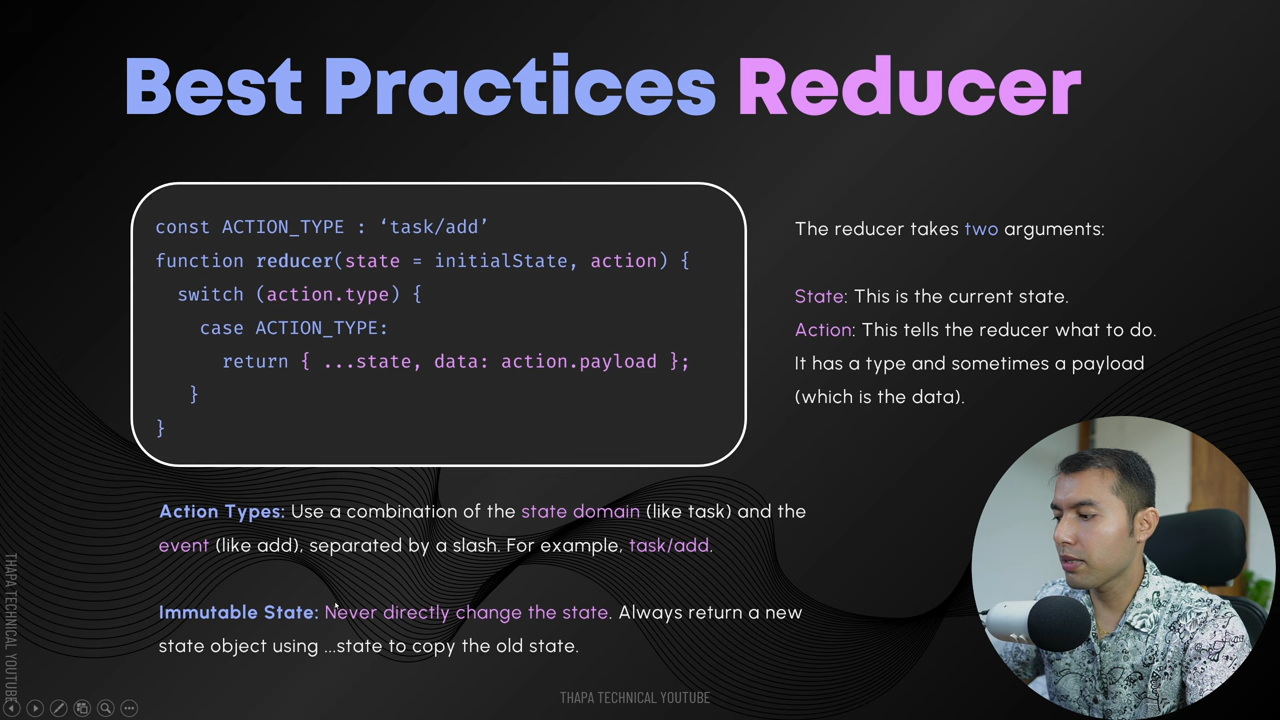 Best Practices Reducer
const ACTION_TYPE : ‘task/add’
function reducer(state = initialState, action) {
switch (action.type) {
case ACTION_TYPE:
return { ...state, data: action.payload };
}
}
The reducer takes two arguments:
State: This is the current state.
Action: This tells the reducer what to do.
It has a type and sometimes a payload
(which is the data).
Action Types: Use a combination of the state domain (like task) and the
event (like add), separated by a slash. For example, task/add.
Immutable State: Never directly change the state. Always return a new
state object using ...state to copy the old state.
THAPA TECHNICAL YOUTUBE
THAPA TECHNICAL YOUTUBE